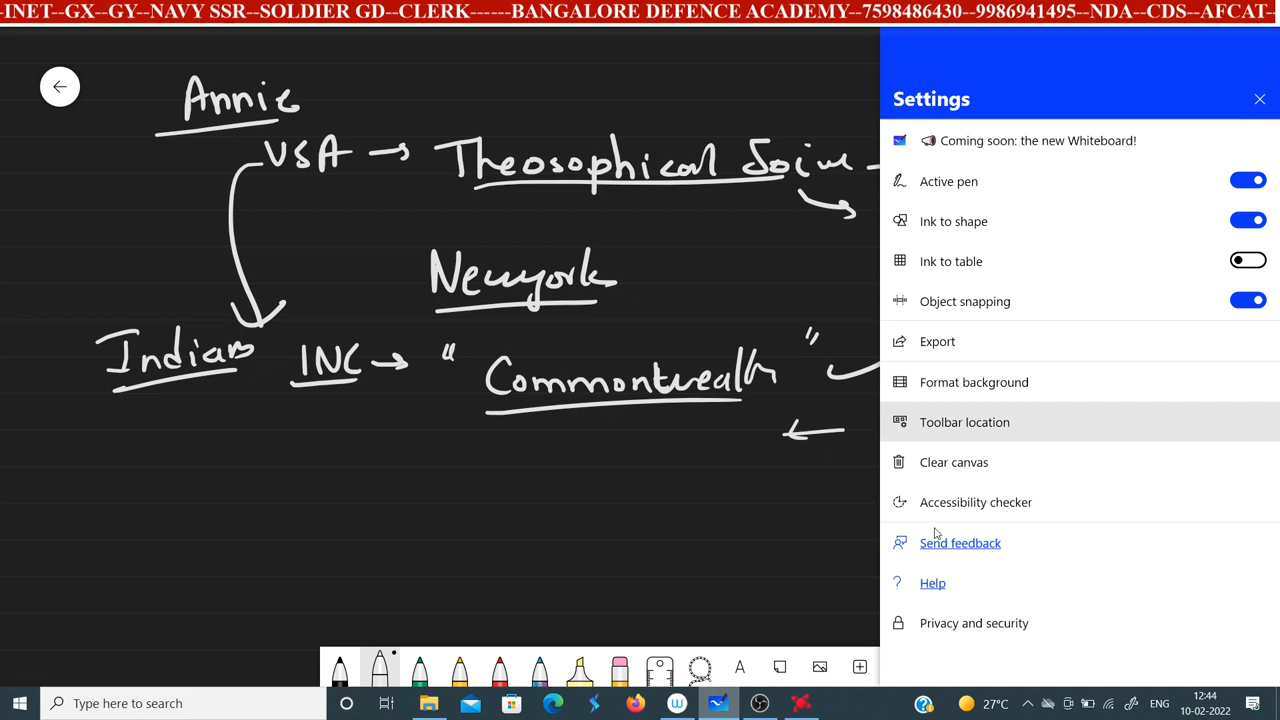 -INET--GX--GY--NAVY SSR--SOLDIER GD--CLERK------BANGALORE DEFENCE ACADEMY--7598486430--9986941495--NDA--CDS--AFCAT-
Annie
USA → Theosophical
Newyork
Indians INC → " Commontwealth "
Settings
Coming soon: the new Whiteboard!
Active pen
Ink to shape
Ink to table
Object snapping
Export
Format background
Toolbar location
Clear canvas
Accessibility checker
Send feedback
Help
Privacy and security
Type here to search
27°C
ENG
12:44
10-02-2022